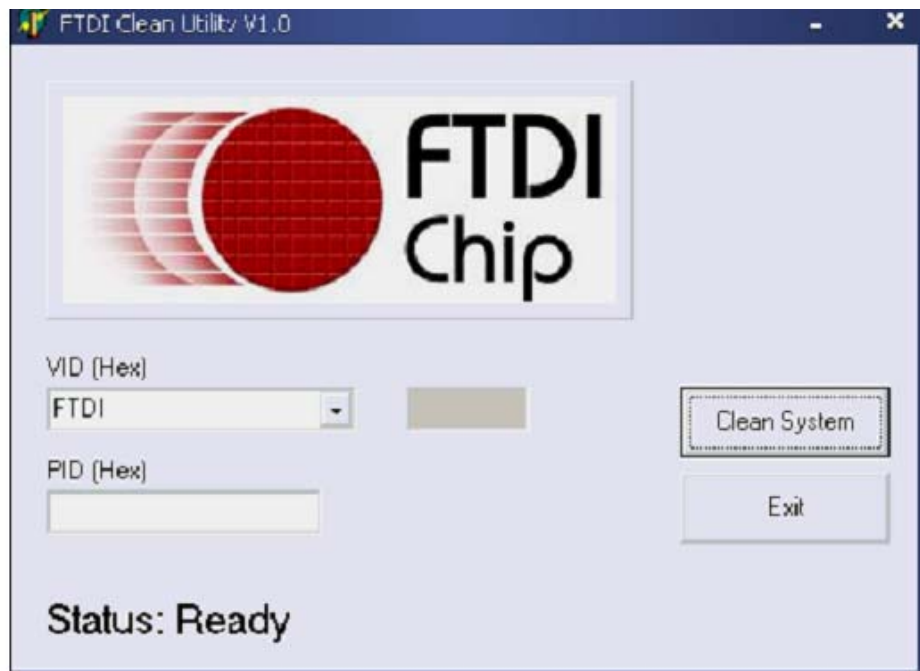 FTDI Clean Utility V1.0
FTDI
Chip
VID (Hex)
FTDI
Clean System
PID (Hex)
Exit
Status: Ready